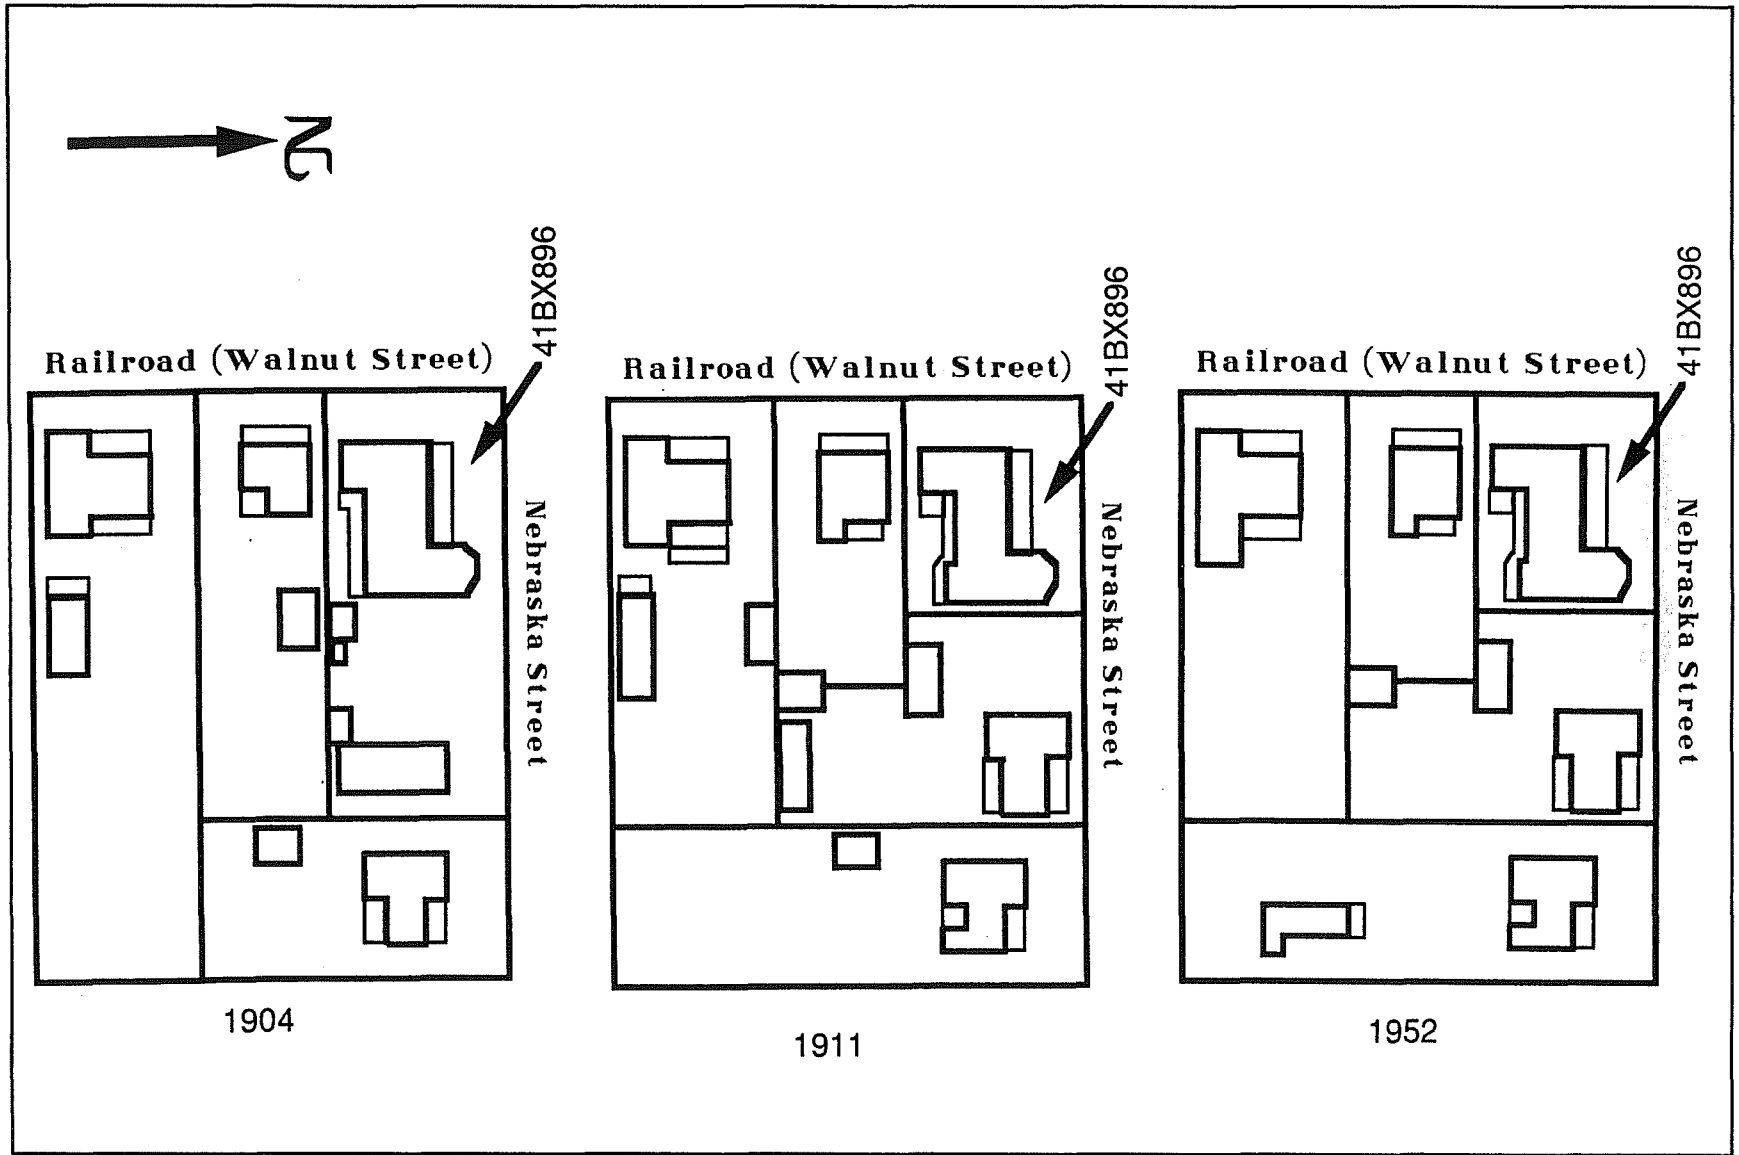 N
41BX896
41BX896
41BX896
Railroad (Walnut Street)
Railroad (Walnut Street)
Railroad (Walnut Street)
Nebraska Street
Nebraska Street
Nebraska Street
1904
1911
1952